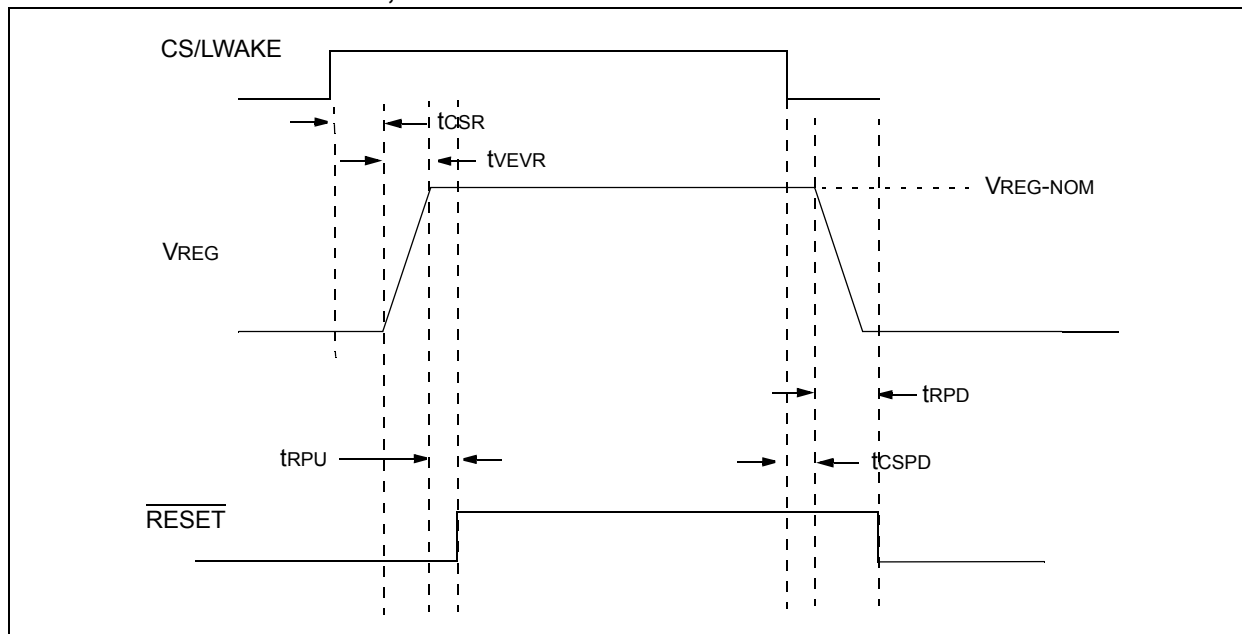 CS/LWAKE
tCSR
tVEVR
VREG-NOM
VREG
tRPD
tRPU
tCSPD
RESET